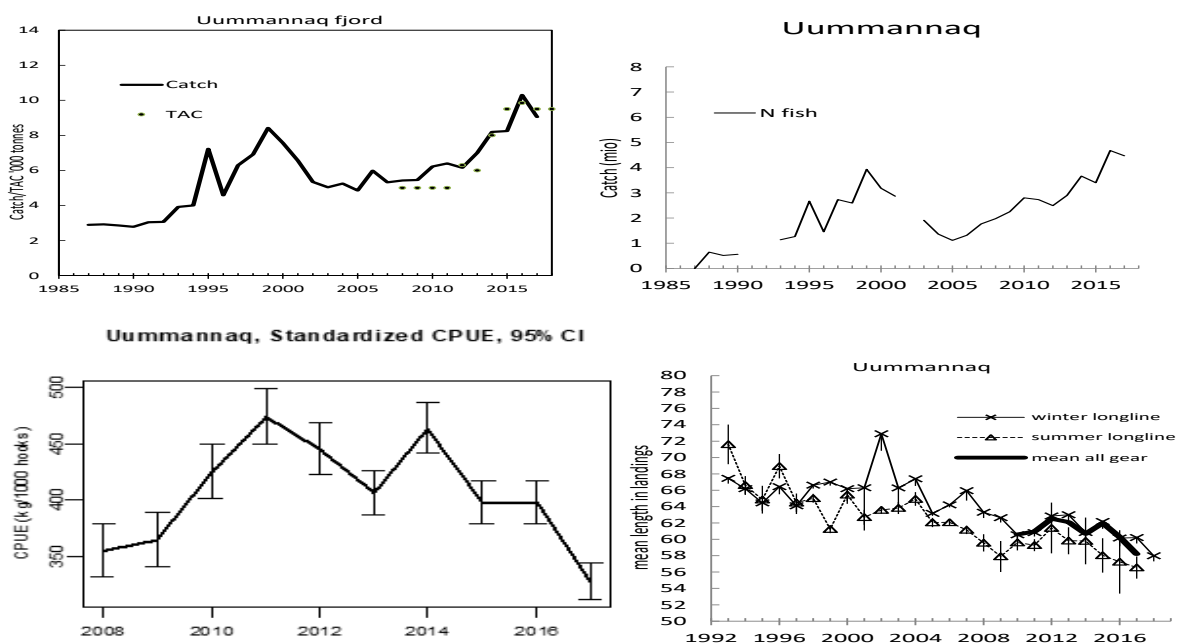 Uummannaq fjord
14
12
10
8
6
4
2
0
Catch/TAC '000 tonnes
Catch
TAC
1985 1990 1995 2000 2005 2010 2015
Uummannaq
8
7
6
5
4
3
2
1
0
Catch (mio)
N fish
1985 1990 1995 2000 2005 2010 2015
Uummannaq, Standardized CPUE, 95% CI
500
450
400
350
CPUE (kg/1000 hooks)
2008 2010 2012 2014 2016
Uummannaq
80
78
76
74
72
70
68
66
64
62
60
58
56
54
52
50
mean length in landings
winter longline
summer longline
mean all gear
1992 1996 2000 2004 2008 2012 2016